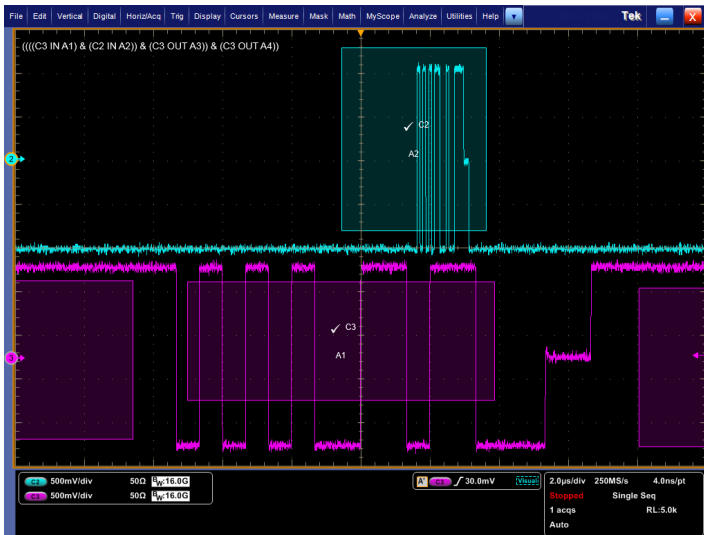 File Edit Vertical Digital Horiz/Acq Trig Display Cursors Measure Mask Math MyScope Analyze Utilities Help Tek X
((((C3 IN A1) & (C2 IN A2)) & (C3 OUT A3)) & (C3 OUT A4))
C2
A2
2
C3
A1
3
C2 500mV/div 50Ω BW:16.0G
C3 500mV/div 50Ω BW:16.0G
A' C3 30.0mV Visual
2.0µs/div 250MS/s 4.0ns/pt
Stopped Single Seq
1 acqs RL:5.0k
Auto